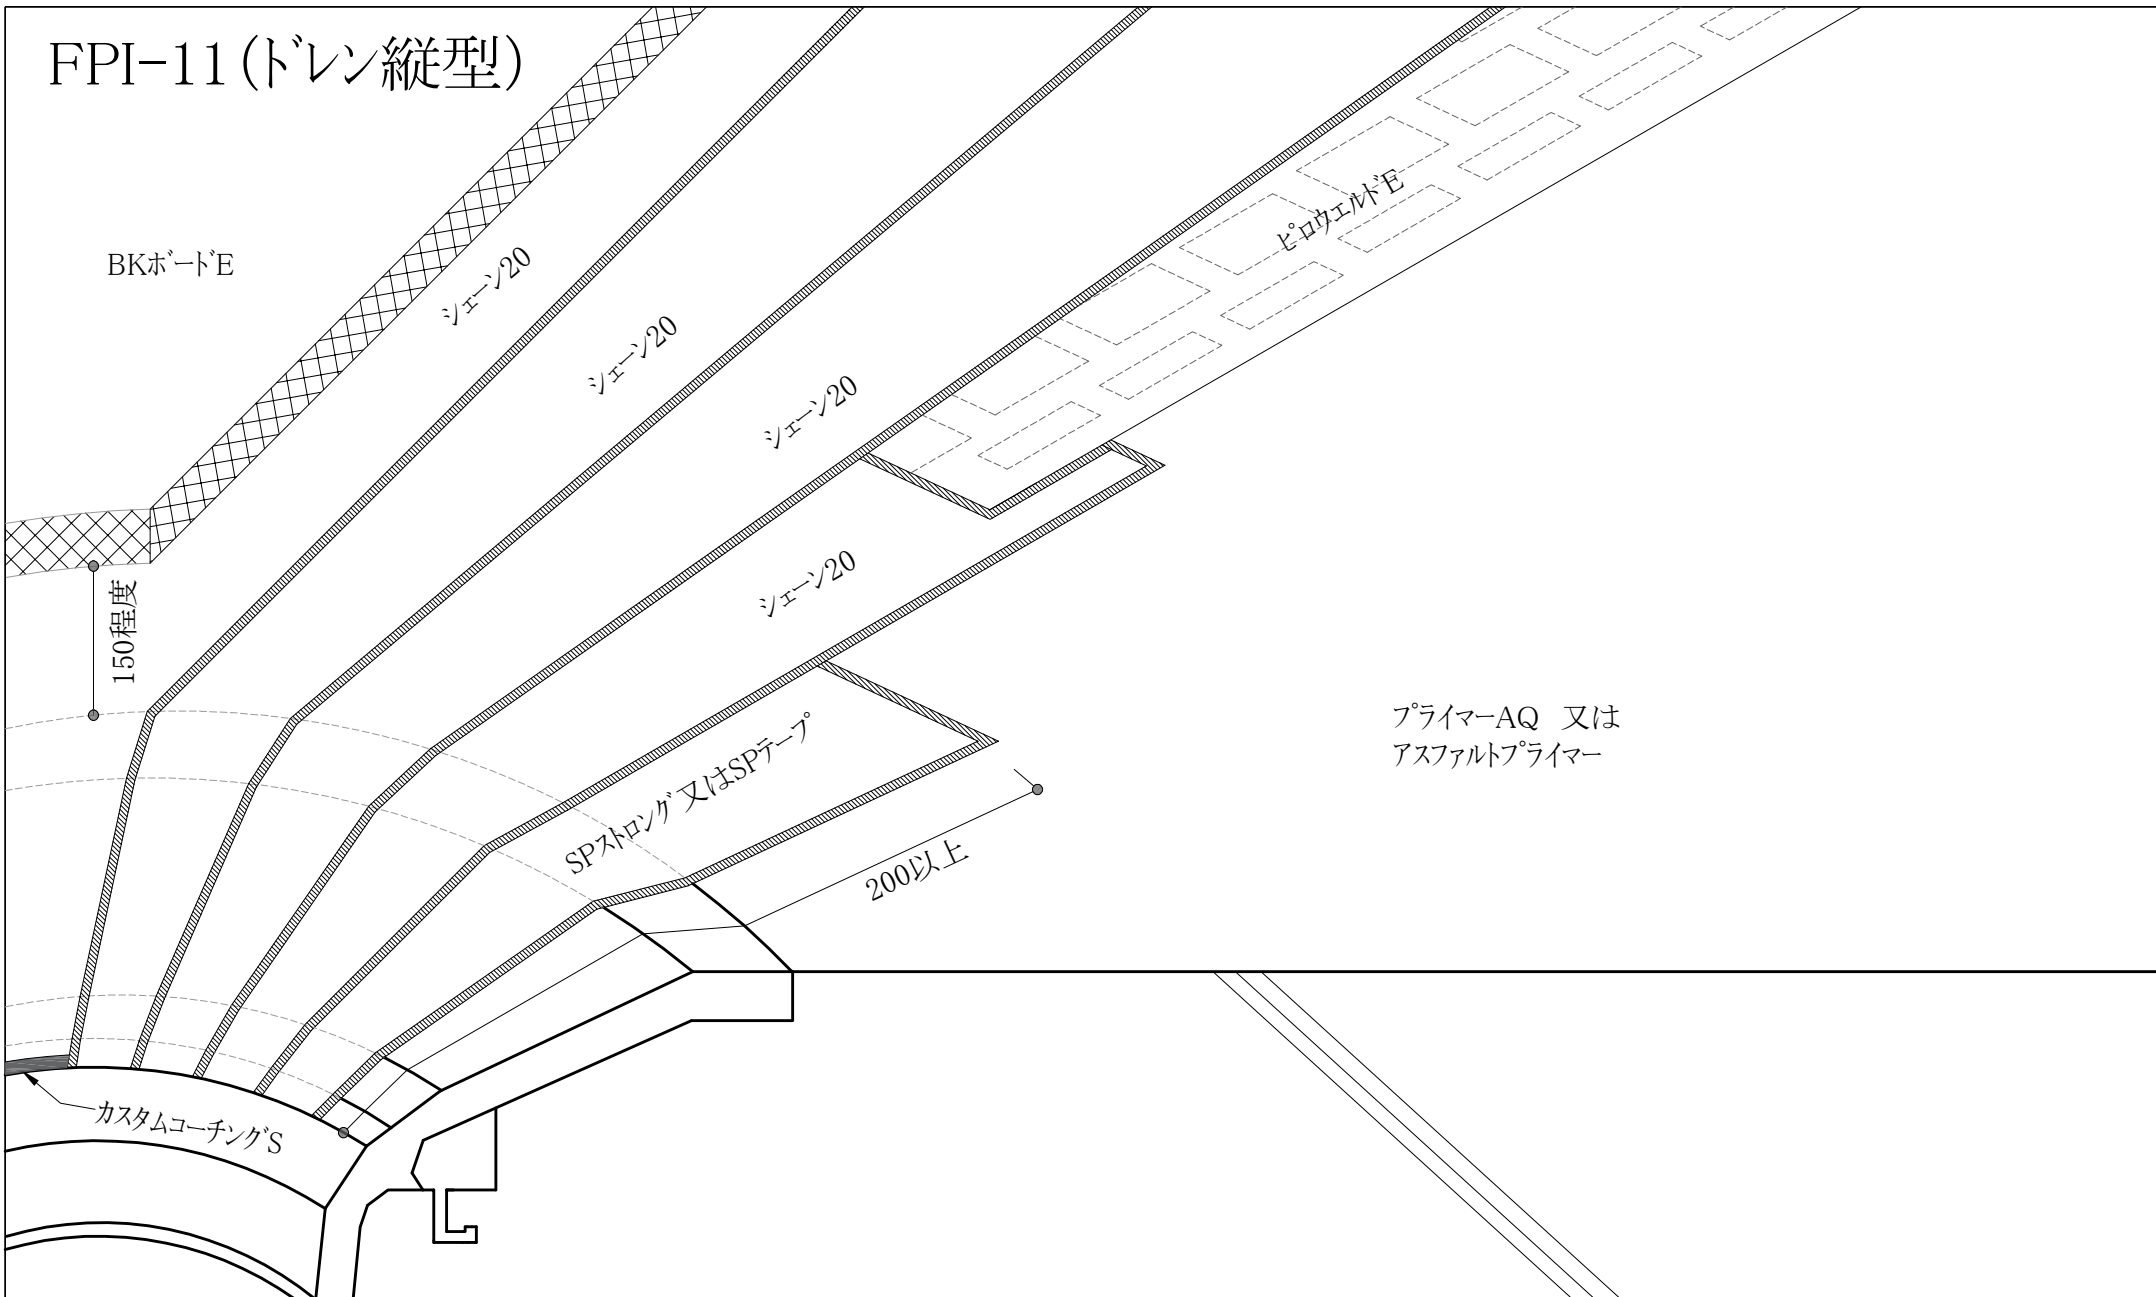 FPI-11(ドレン縦型)
BKボードE
シェーン20
シェーン20
シェーン20
ピロウェルドE
シェーン20
150程度
SPストロング又はSPテープ
200以上
プライマーAQ 又は
アスファルトプライマー
カスタムコーチングS